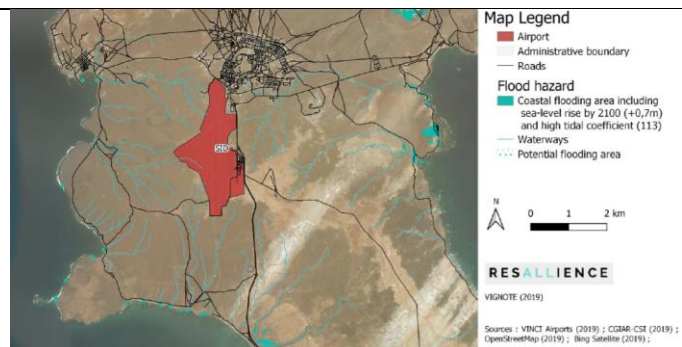 SID
Map Legend
Airport
Administrative boundary
Roads
Flood hazard
Coastal flooding area including
sea-level rise by 2100 (+0,7m)
and high tidal coefficient (113)
Waterways
Potential flooding area
N
0 1 2 km
RESALLIENCE
VIGNOTE (2019)
Sources : VINCI Airports (2019) ; CGIAR-CSI (2019) ;
OpenStreetMap (2019) ; Bing Satellite (2019) ;